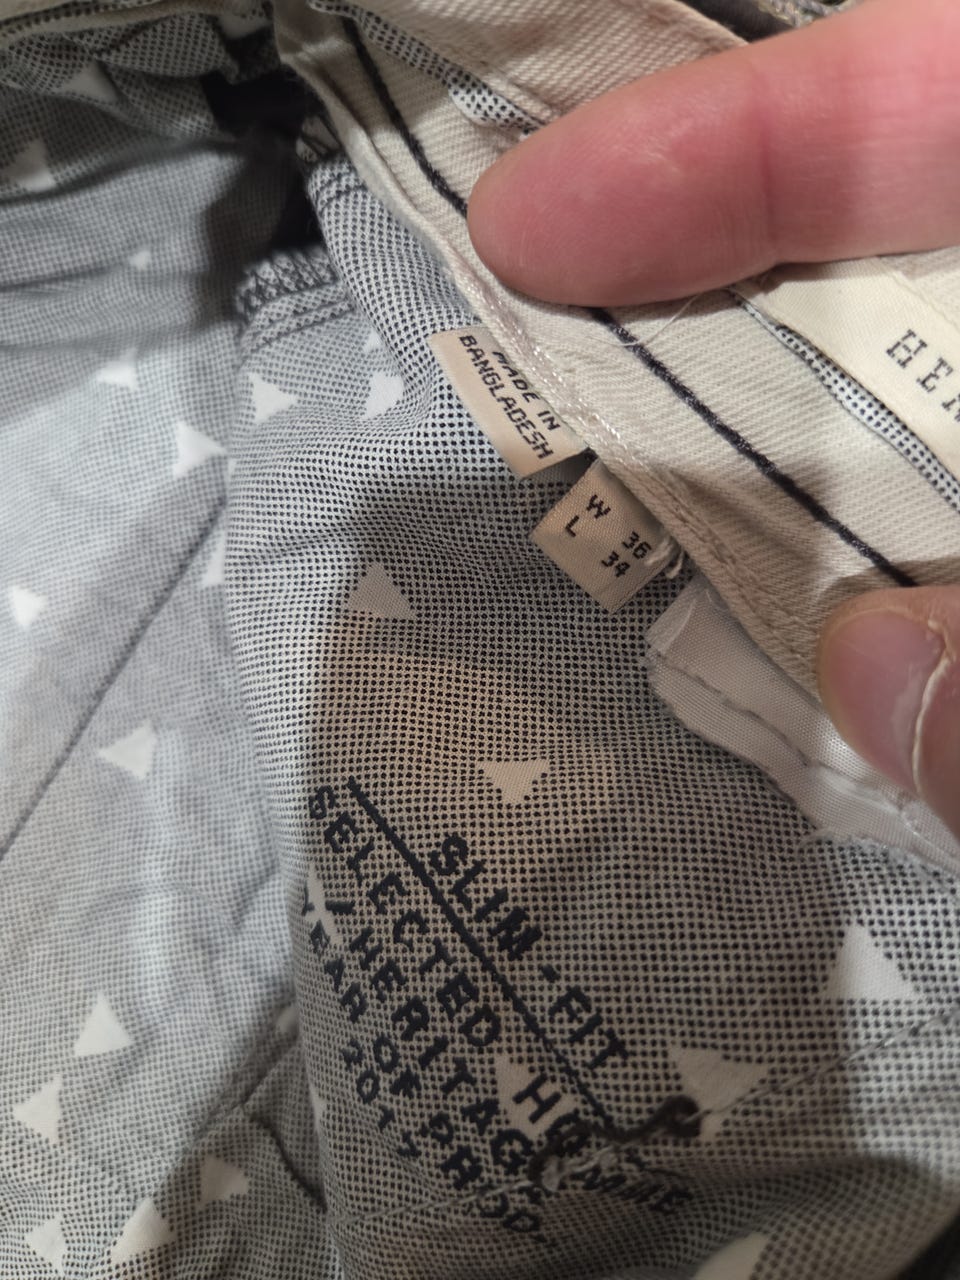 MADE IN
BANGLADESH
W 36
L 34
SLIM-FIT
SELECTED HOMME
/ HERITAGE
YEAR OF PROD.
2017